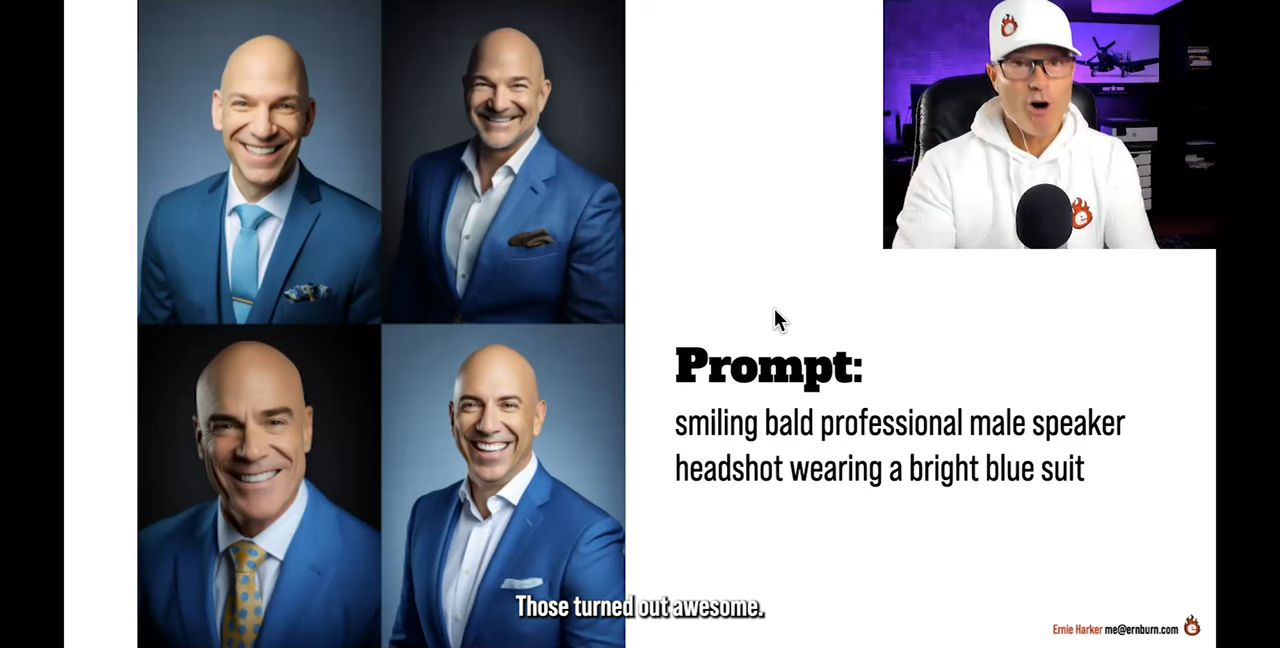 Prompt:
smiling bald professional male speaker
headshot wearing a bright blue suit
Those turned out awesome.
Ernie Harker me@ernburn.com